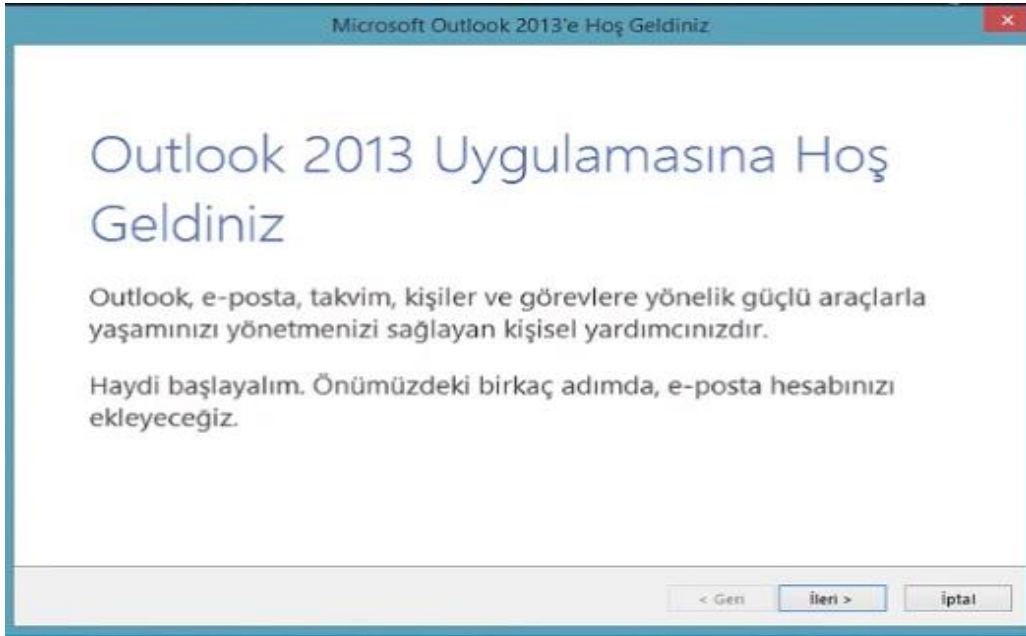 Microsoft Outlook 2013'e Hoş Geldiniz
Outlook 2013 Uygulamasına Hoş
Geldiniz
Outlook, e-posta, takvim, kişiler ve görevlere yönelik güçlü araçlarla
yaşamınızı yönetmenizi sağlayan kişisel yardımcınızdır.
Haydi başlayalım. Önümüzdeki birkaç adımda, e-posta hesabınızı
ekleyeceğiz.
< Geri İleri > İptal